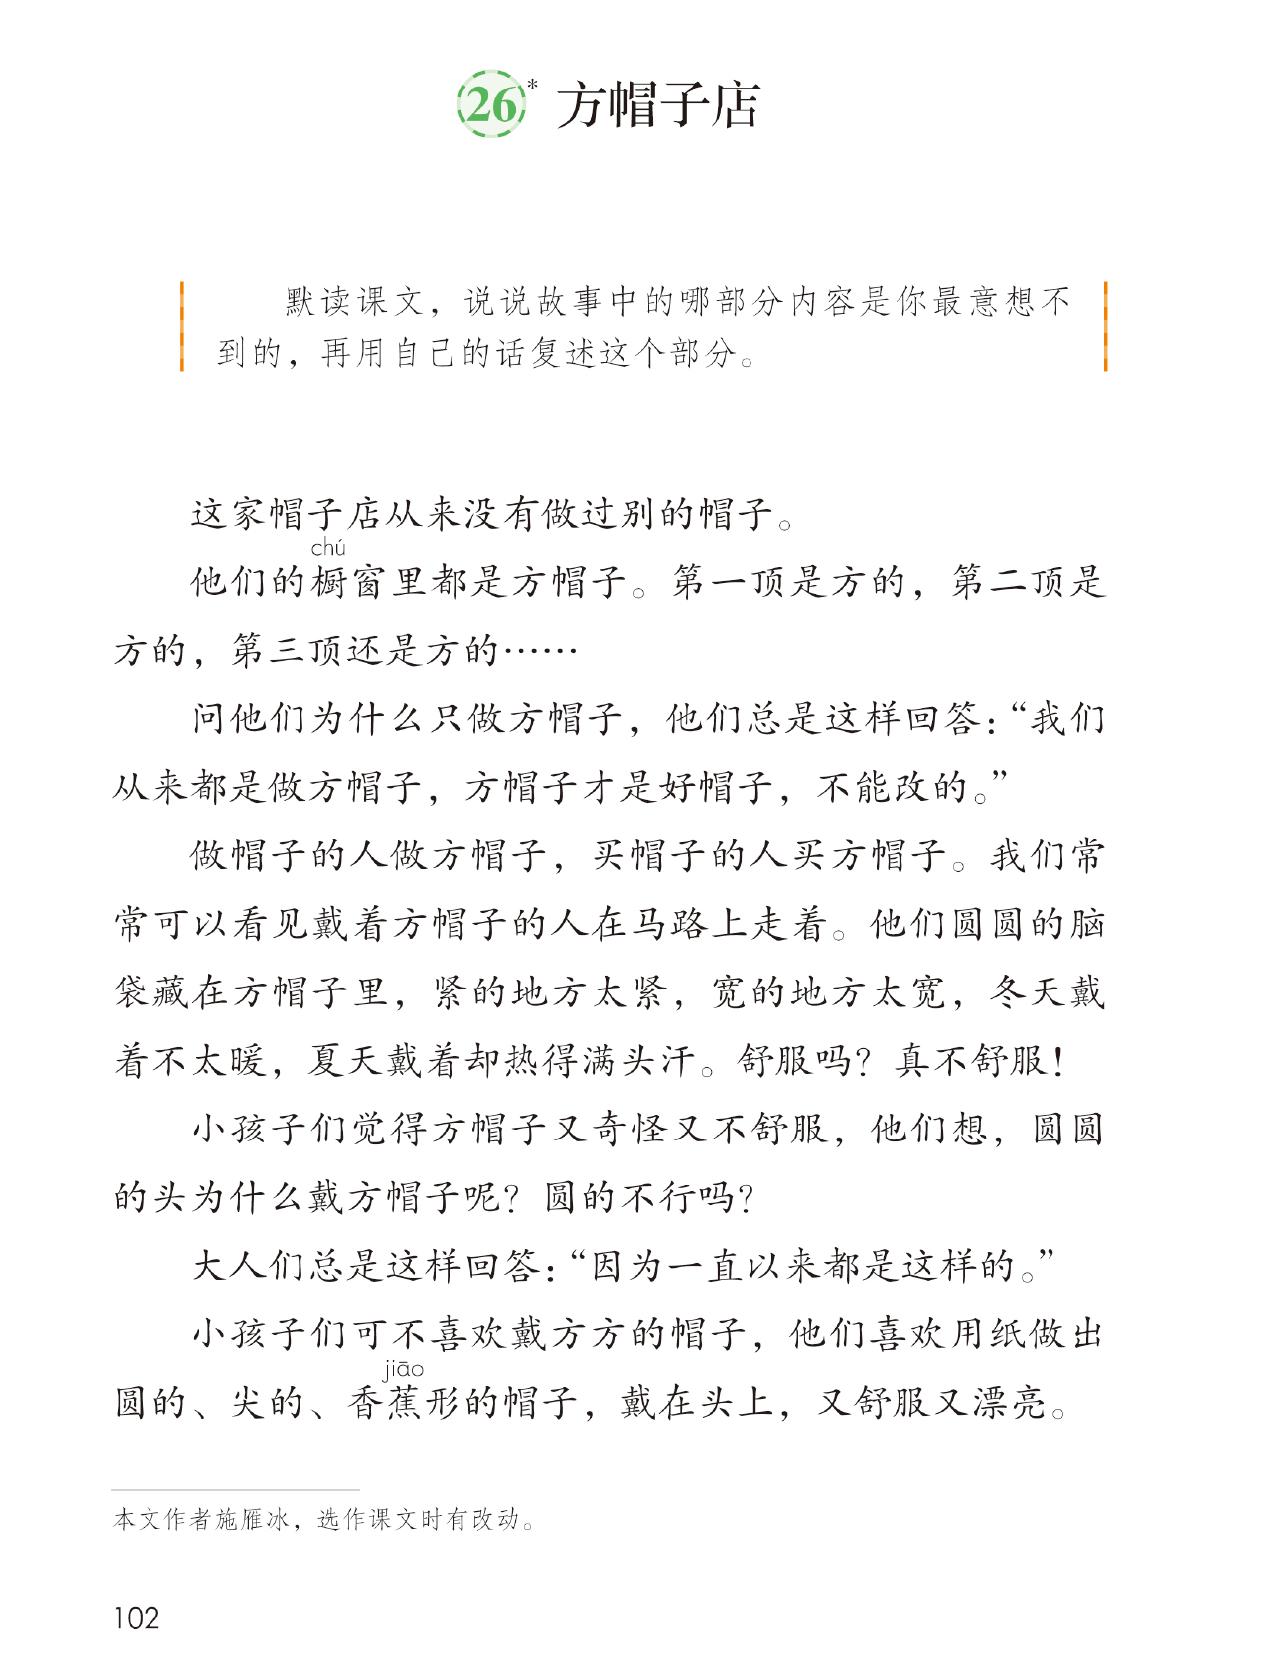 26* 方帽子店
默读课文，说说故事中的哪部分内容是你最意想不
到的，再用自己的话复述这个部分。
这家帽子店从来没有做过别的帽子。
chú
他们的橱窗里都是方帽子。第一顶是方的，第二顶是
方的，第三顶还是方的……
问他们为什么只做方帽子，他们总是这样回答：“我们
从来都是做方帽子，方帽子才是好帽子，不能改的。”
做帽子的人做方帽子，买帽子的人买方帽子。我们常
常可以看见戴着方帽子的人在马路上走着。他们圆圆的脑
袋藏在方帽子里，紧的地方太紧，宽的地方太宽，冬天戴
着不太暖，夏天戴着却热得满头汗。舒服吗？真不舒服！
小孩子们觉得方帽子又奇怪又不舒服，他们想，圆圆
的头为什么戴方帽子呢？圆的不行吗？
大人们总是这样回答：“因为一直以来都是这样的。”
小孩子们可不喜欢戴方方的帽子，他们喜欢用纸做出
jiāo
圆的、尖的、香蕉形的帽子，戴在头上，又舒服又漂亮。
本文作者施雁冰，选作课文时有改动。
102